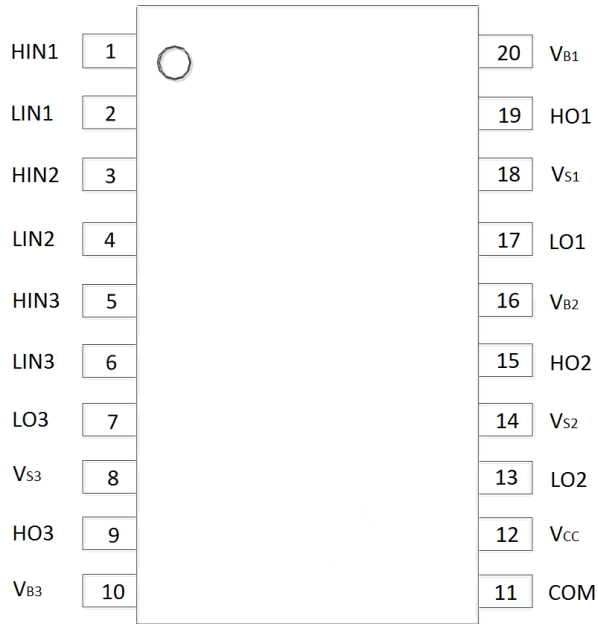 HIN1 1 20 VB1
LIN1 2 19 HO1
HIN2 3 18 VS1
LIN2 4 17 LO1
HIN3 5 16 VB2
LIN3 6 15 HO2
LO3 7 14 VS2
VS3 8 13 LO2
HO3 9 12 VCC
VB3 10 11 COM